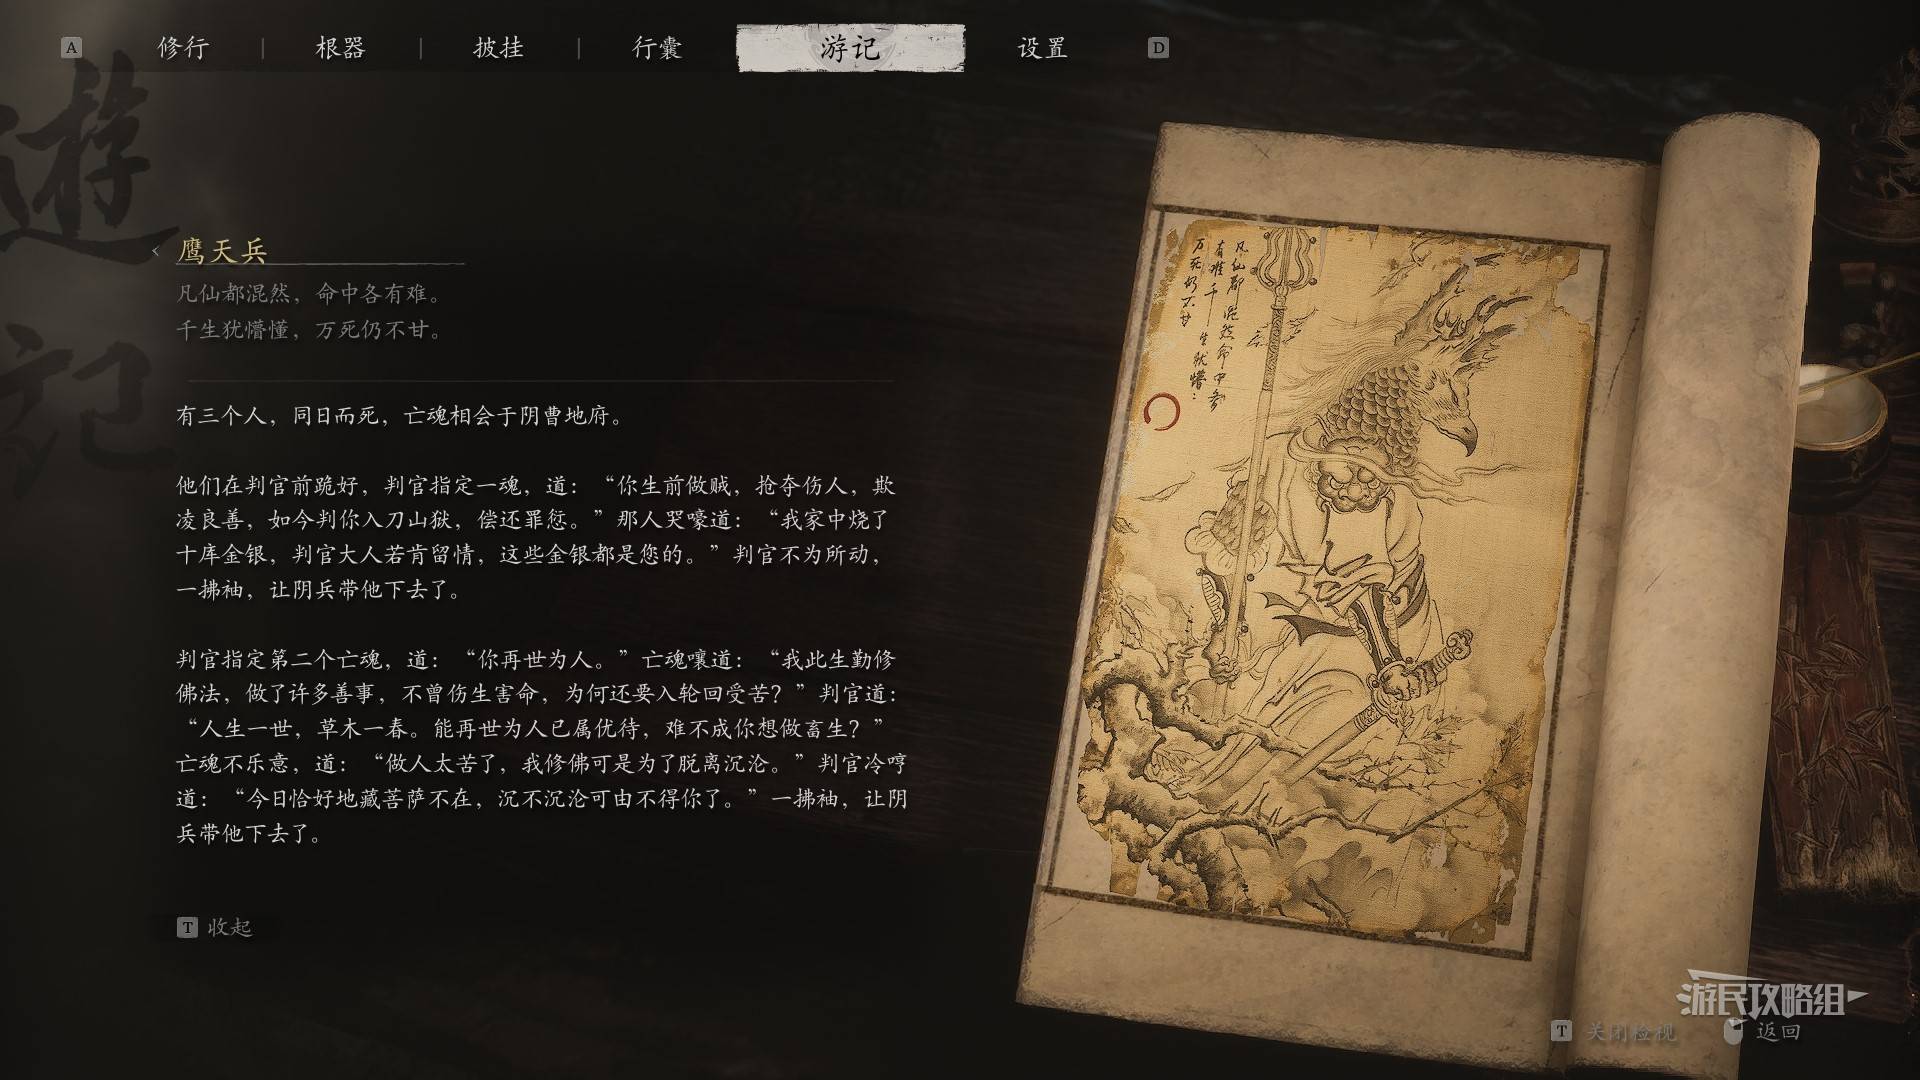 A 修行 | 根器 | 披挂 | 行囊 游记 设置 D
遊記
鹰天兵
凡仙都混然，命中各有难。
千生犹懵懂，万死仍不甘。
有三个人，同日而死，亡魂相会于阴曹地府。
他们在判官前跪好，判官指定一魂，道：“你生前做贼，抢夺伤人，欺
凌良善，如今判你入刀山狱，偿还罪愆。”那人哭嚎道：“我家中烧了
十库金银，判官大人若肯留情，这些金银都是您的。”判官不为所动，
一拂袖，让阴兵带他下去了。
判官指定第二个亡魂，道：“你再世为人。”亡魂嚷道：“我此生勤修
佛法，做了许多善事，不曾伤生害命，为何还要入轮回受苦？”判官道：
“人生一世，草木一春。能再世为人已属优待，难不成你想做畜生？”
亡魂不乐意，道：“做人太苦了，我修佛可是为了脱离沉沦。”判官冷哼
道：“今日恰好地藏菩萨不在，沉不沉沦可由不得你了。”一拂袖，让阴
兵带他下去了。
T 收起
凡仙都混然命中各
有难千生犹懵
万死仍不甘
游民攻略组
T 关闭检视 返回